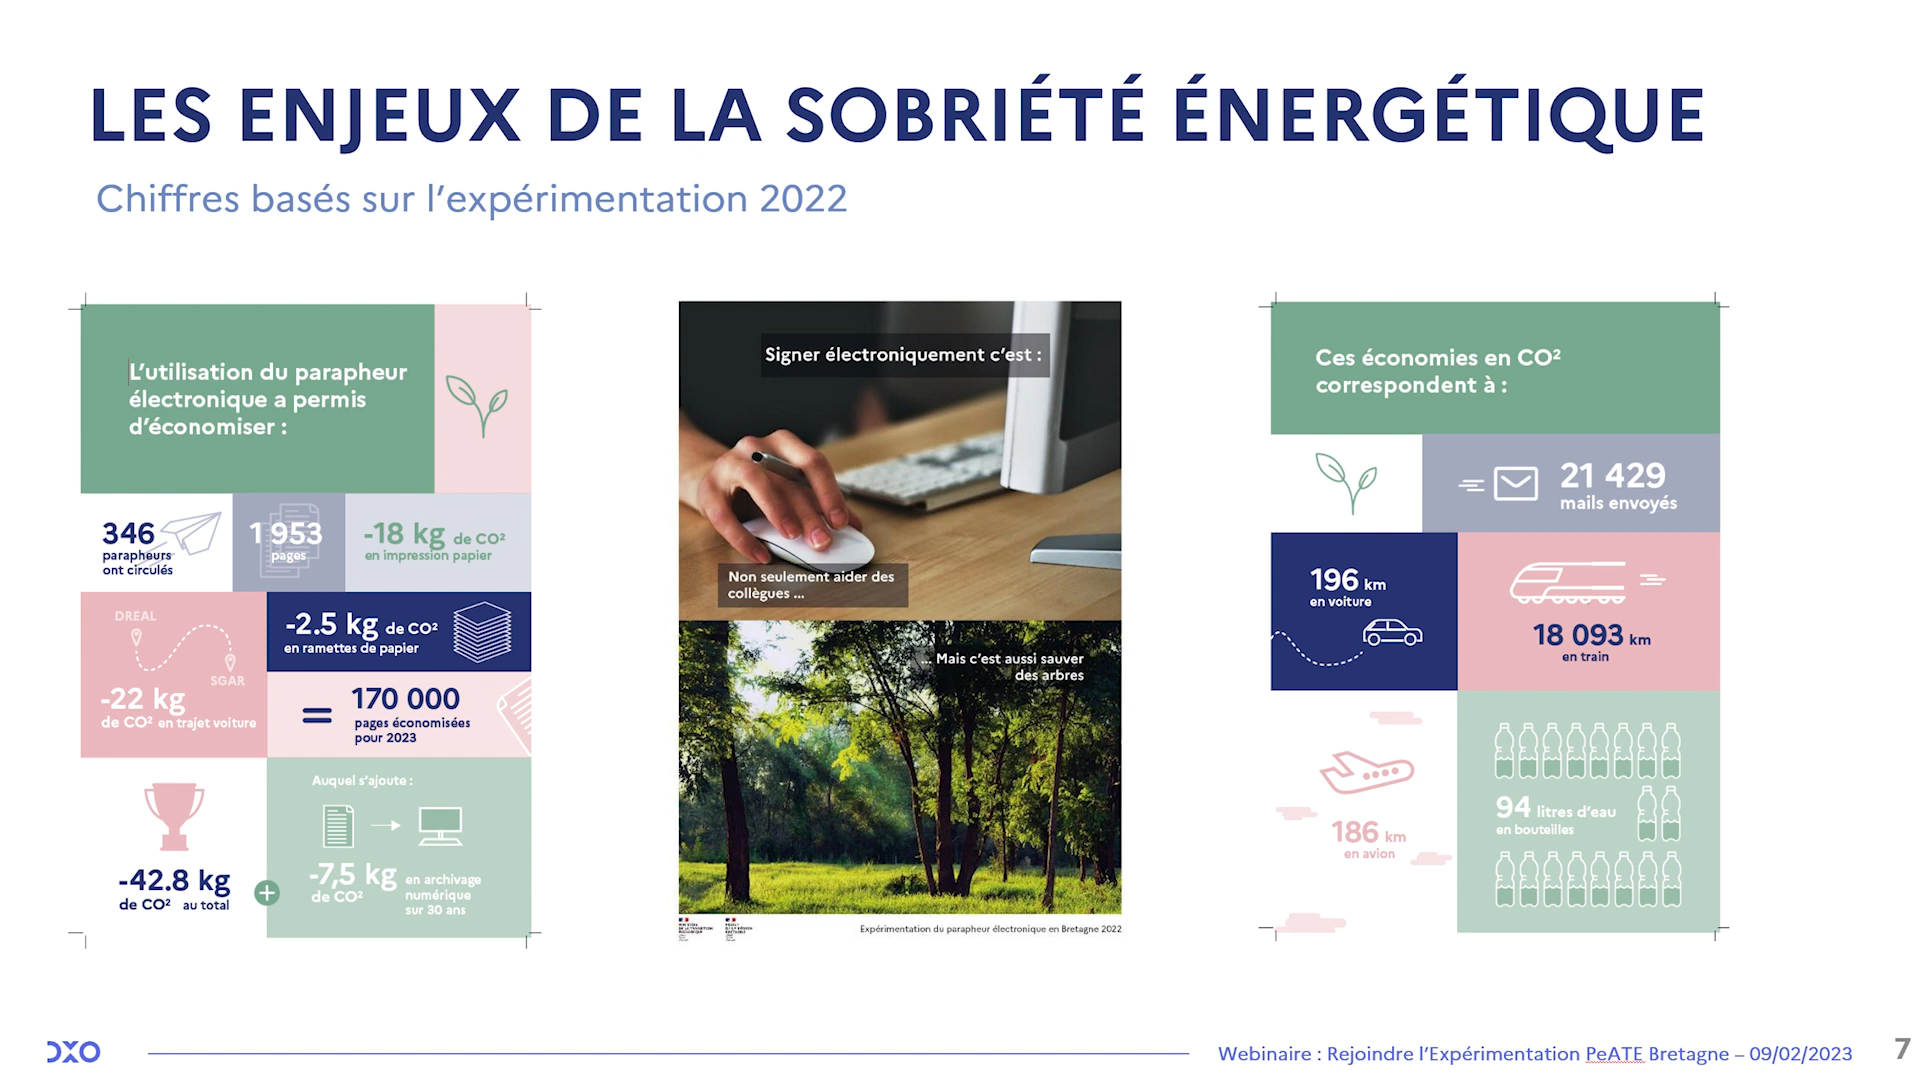 LES ENJEUX DE LA SOBRIÉTÉ ÉNERGÉTIQUE
Chiffres basés sur l'expérimentation 2022
L'utilisation du parapheur
électronique a permis
d'économiser :
346
parapheurs
ont circulés
1 953
pages
-18 kg de CO²
en impression papier
DREAL
SGAR
-22 kg
de CO² en trajet voiture
-2.5 kg de CO²
en ramettes de papier
= 170 000
pages économisées
pour 2023
-42.8 kg
de CO² au total
+
Auquel s'ajoute :
-7,5 kg
de CO²
en archivage
numérique
sur 30 ans
Signer électroniquement c'est :
Non seulement aider des
collègues ...
... Mais c'est aussi sauver
des arbres
Expérimentation du parapheur électronique en Bretagne 2022
Ces économies en CO²
correspondent à :
21 429
mails envoyés
196 km
en voiture
18 093 km
en train
186 km
en avion
94 litres d'eau
en bouteilles
Webinaire : Rejoindre l'Expérimentation PeATE Bretagne – 09/02/2023
7